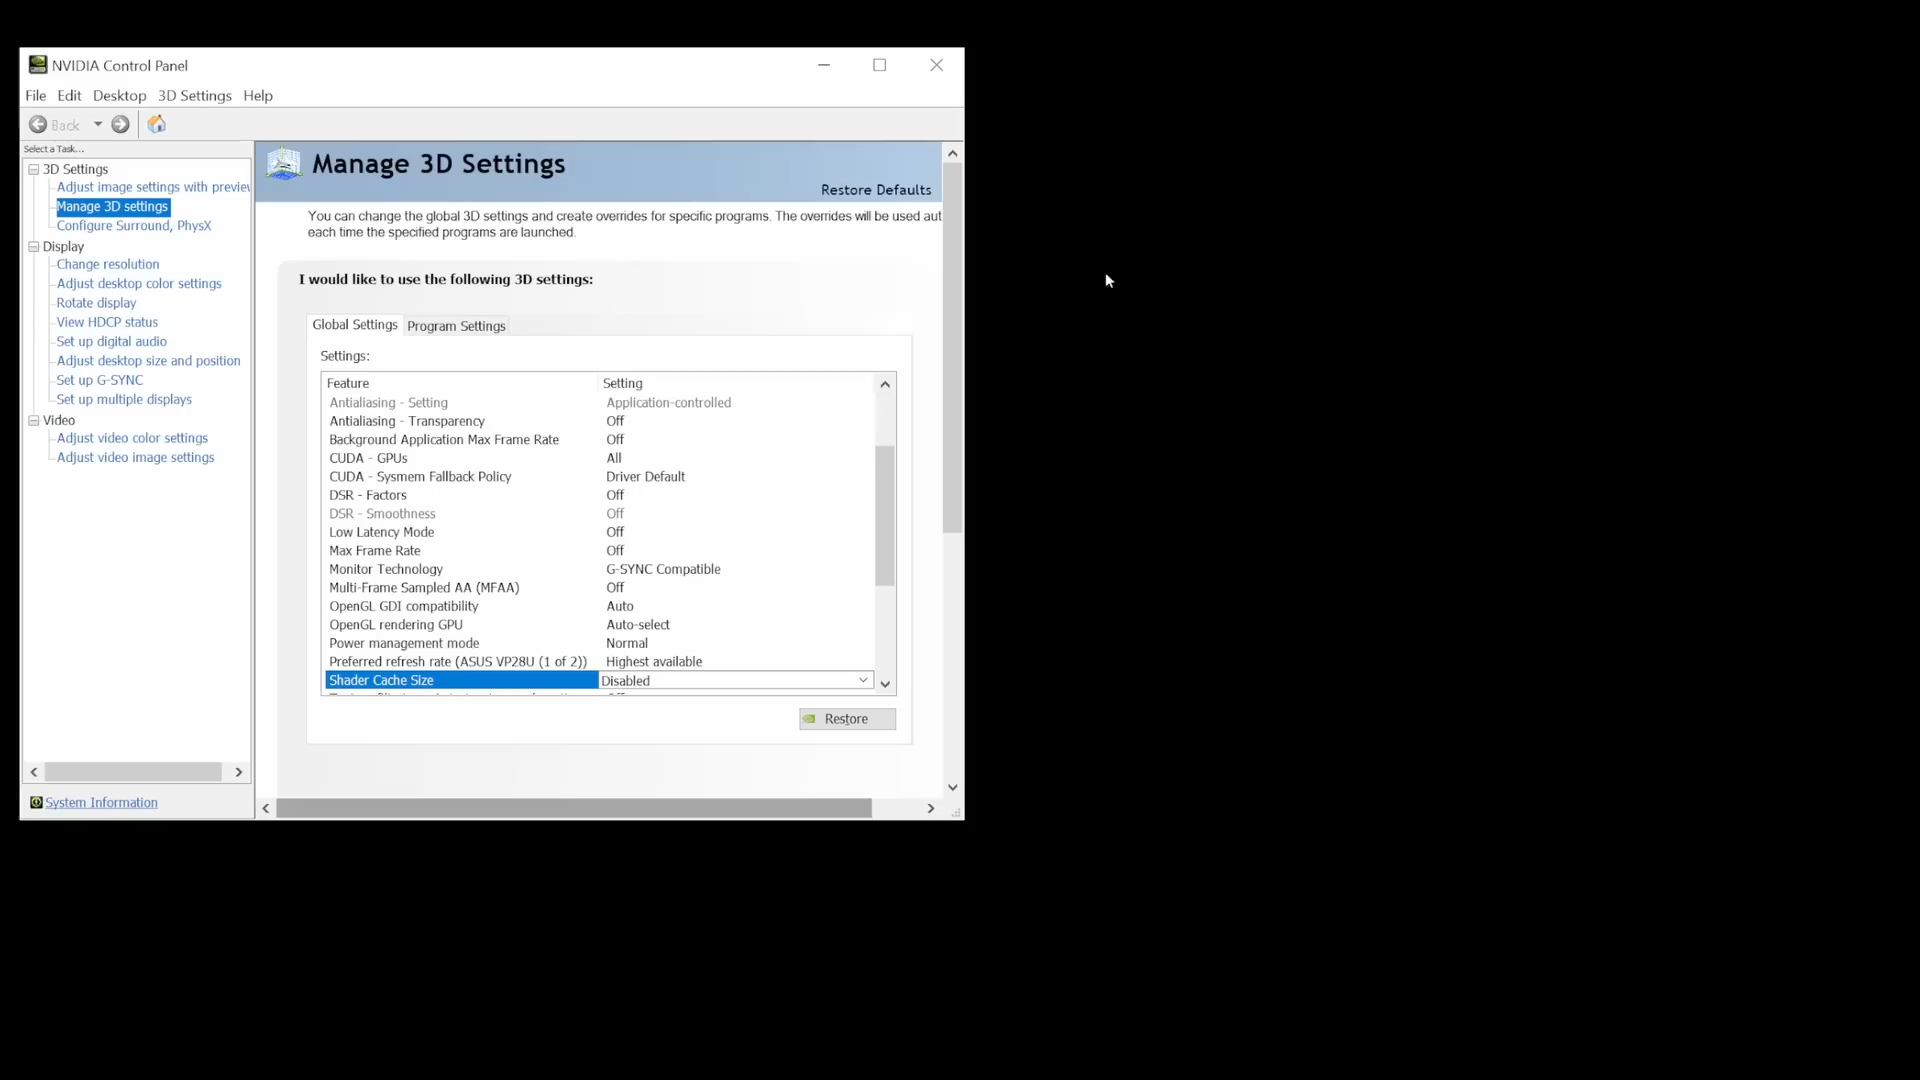 NVIDIA Control Panel
File Edit Desktop 3D Settings Help
Back
Select a Task...
3D Settings
Adjust image settings with preview
Manage 3D settings
Configure Surround, PhysX
Display
Change resolution
Adjust desktop color settings
Rotate display
View HDCP status
Set up digital audio
Adjust desktop size and position
Set up G-SYNC
Set up multiple displays
Video
Adjust video color settings
Adjust video image settings
System Information
Manage 3D Settings
Restore Defaults
You can change the global 3D settings and create overrides for specific programs. The overrides will be used aut
each time the specified programs are launched.
I would like to use the following 3D settings:
Global Settings Program Settings
Settings:
Feature Setting
Antialiasing - Setting Application-controlled
Antialiasing - Transparency Off
Background Application Max Frame Rate Off
CUDA - GPUs All
CUDA - Sysmem Fallback Policy Driver Default
DSR - Factors Off
DSR - Smoothness Off
Low Latency Mode Off
Max Frame Rate Off
Monitor Technology G-SYNC Compatible
Multi-Frame Sampled AA (MFAA) Off
OpenGL GDI compatibility Auto
OpenGL rendering GPU Auto-select
Power management mode Normal
Preferred refresh rate (ASUS VP28U (1 of 2)) Highest available
Shader Cache Size Disabled
Restore